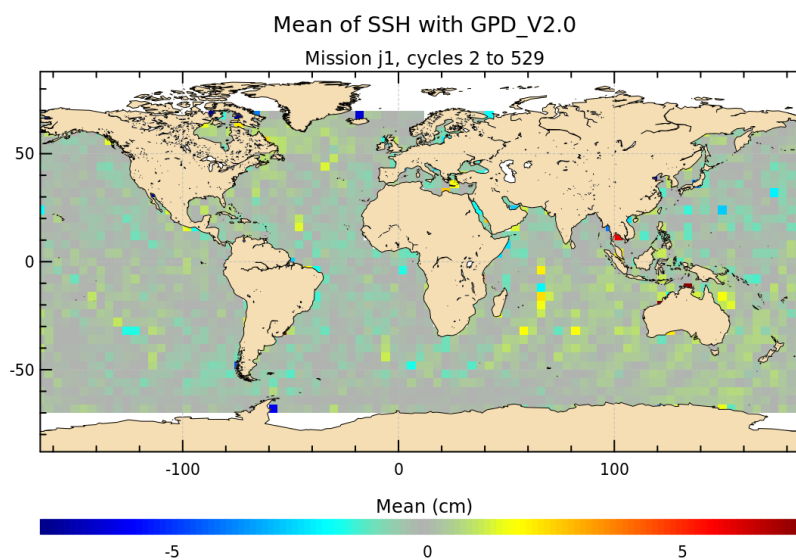 Mean of SSH with GPD_V2.0
Mission j1, cycles 2 to 529
50
0
-50
-100 0 100
Mean (cm)
-5 0 5